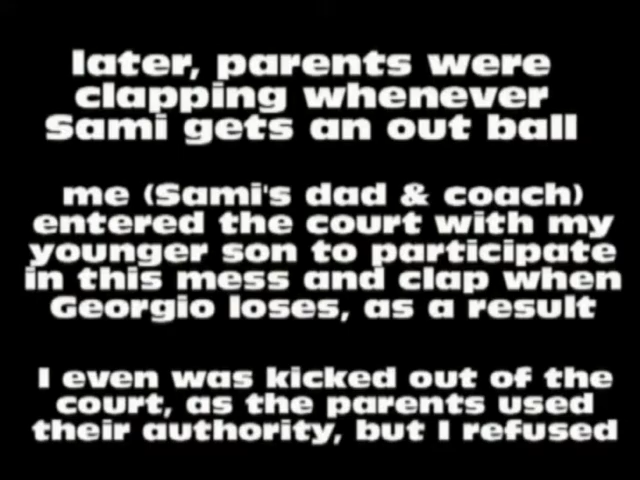 later, parents were
clapping whenever
Sami gets an out ball
me (Sami's dad & coach)
entered the court with my
younger son to participate
in this mess and clap when
Georgio loses, as a result
I even was kicked out of the
court, as the parents used
their authority, but I refused